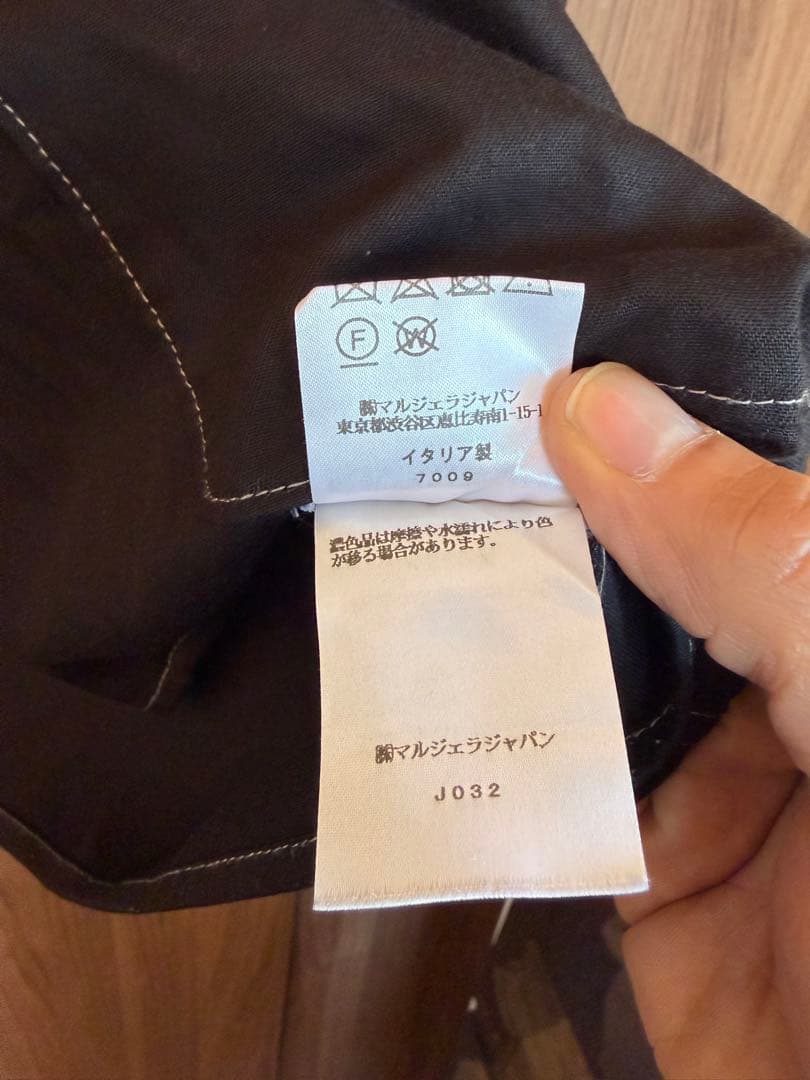 F
W
㈱マルジェラジャパン
東京都渋谷区恵比寿南1-15-1
イタリア製
7009
濃色品は摩擦や水濡れにより色
が移る場合があります。
㈱マルジェラジャパン
J032